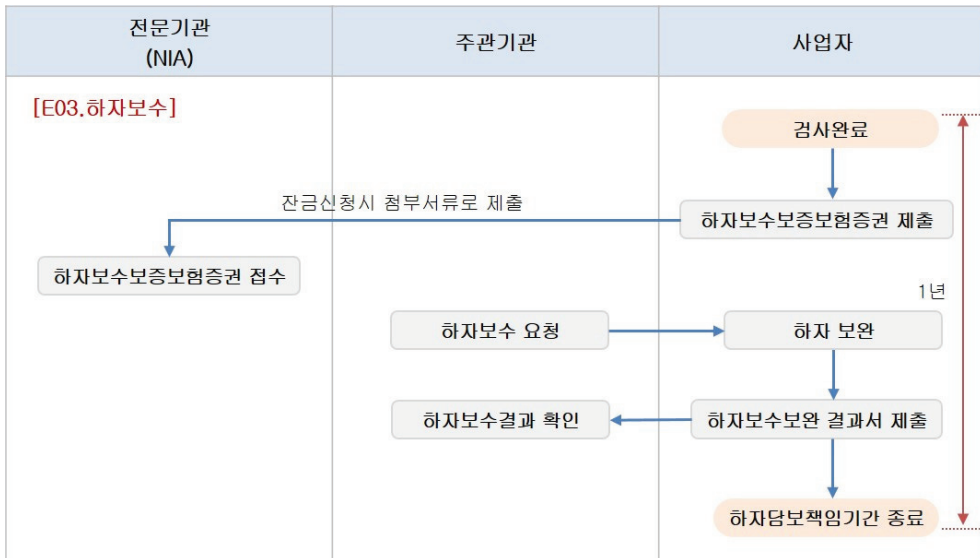 전문기관
(NIA)
주관기관
사업자
[E03.하자보수]
검사완료
잔금신청시 첨부서류로 제출
하자보수보증보험증권 제출
하자보수보증보험증권 접수
1년
하자보수 요청
하자 보완
하자보수결과 확인
하자보수보완 결과서 제출
하자담보책임기간 종료